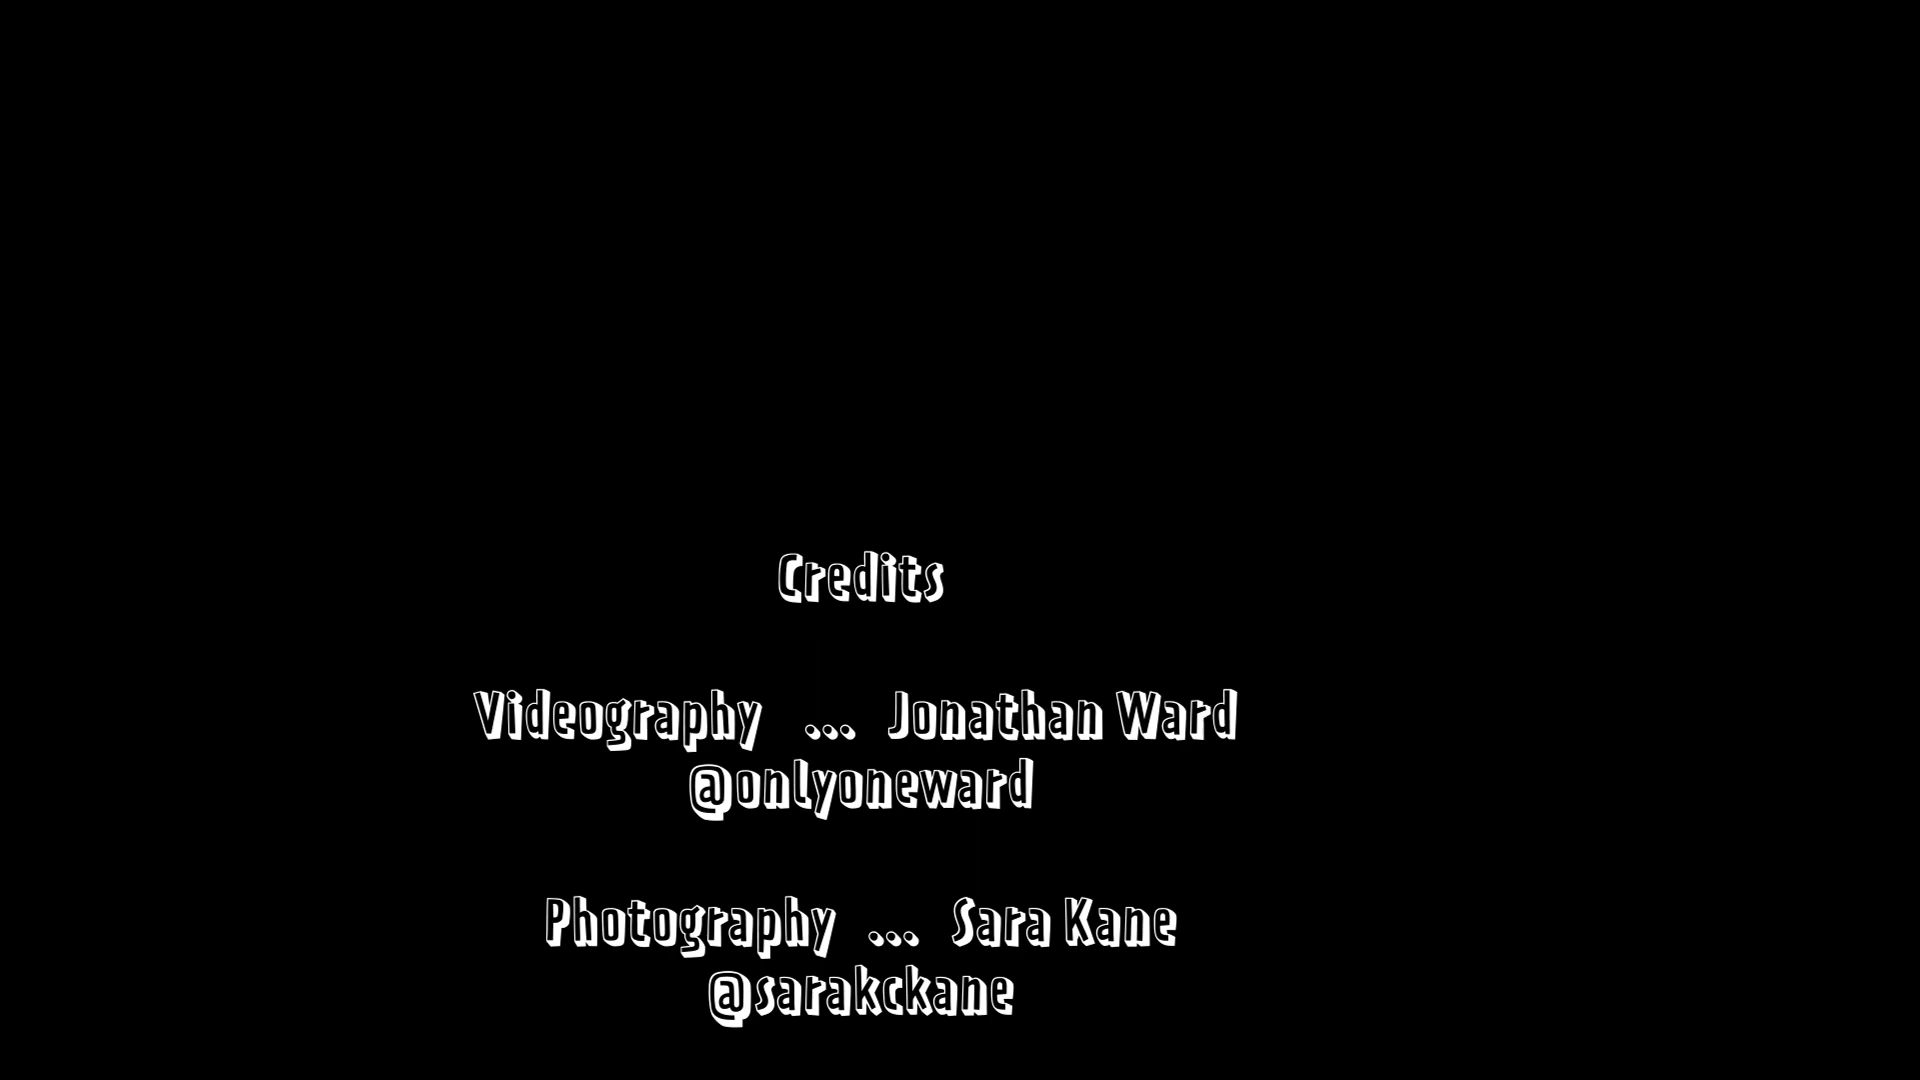 Credits
Videography ... Jonathan Ward
@onlyoneward
Photography ... Sara Kane
@sarakckane